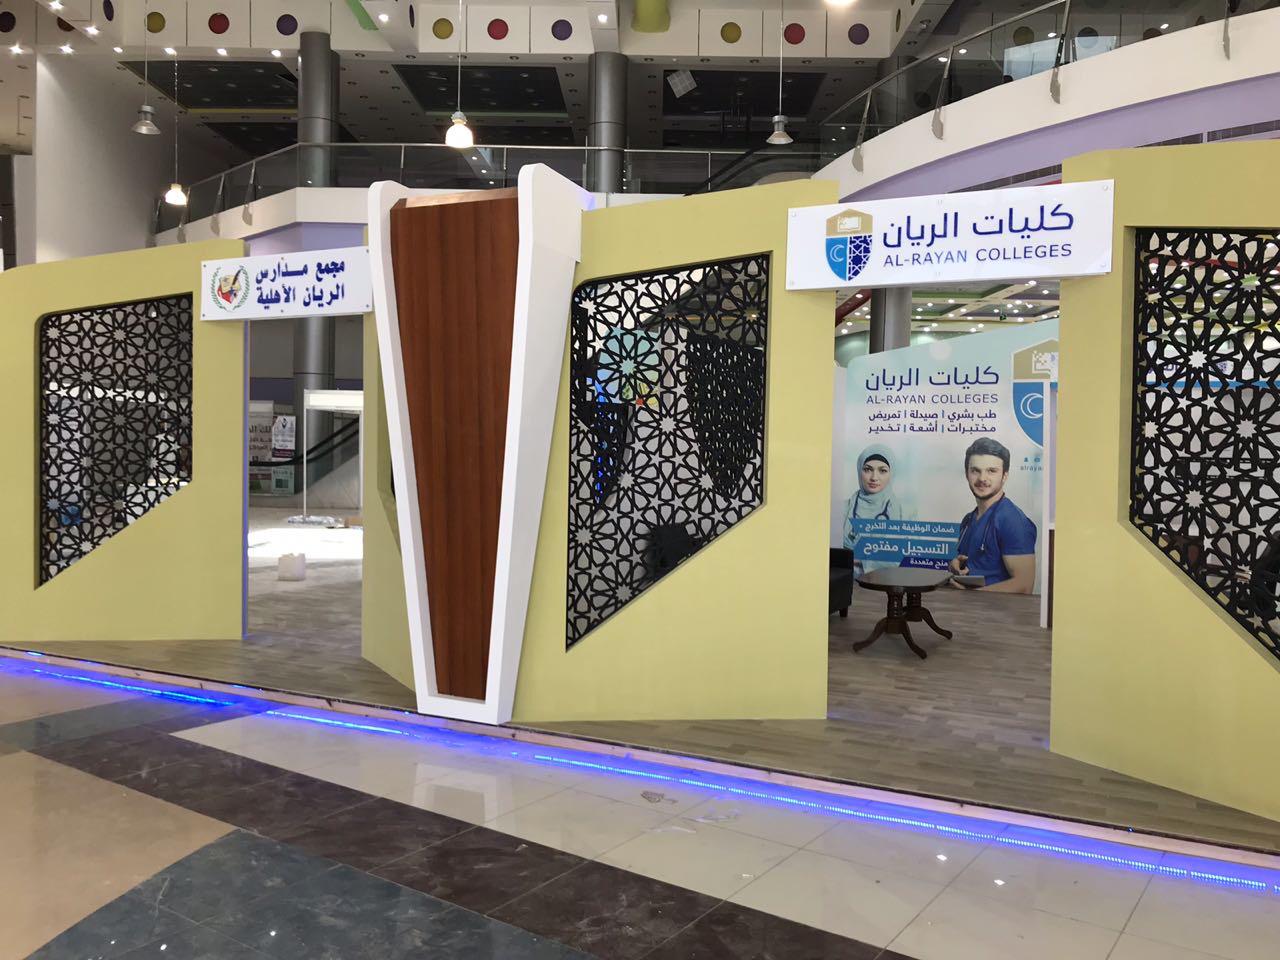 مجمع مدارس
الريان الأهلية
كليات الريان
AL-RAYAN COLLEGES
كليات الريان
AL-RAYAN COLLEGES
طب بشري | صيدلة | تمريض
مختبرات | أشعة | تخدير
ضمان الوظيفة بعد التخرج
التسجيل مفتوح
منح متعددة